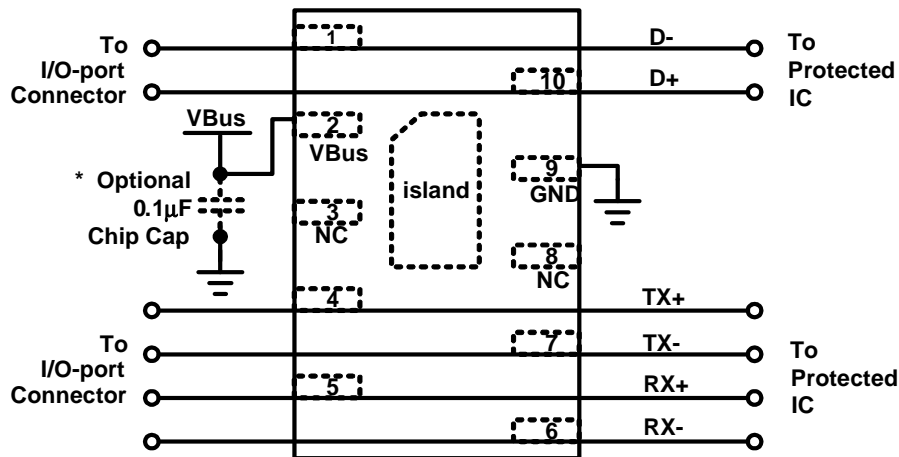 To
I/O-port
Connector
1
D-
To
Protected
IC
10
D+
VBus
2
VBus
* Optional
0.1μF
Chip Cap
island
9
GND
3
NC
8
NC
4
TX+
To
I/O-port
Connector
7
TX-
To
Protected
IC
5
RX+
6
RX-